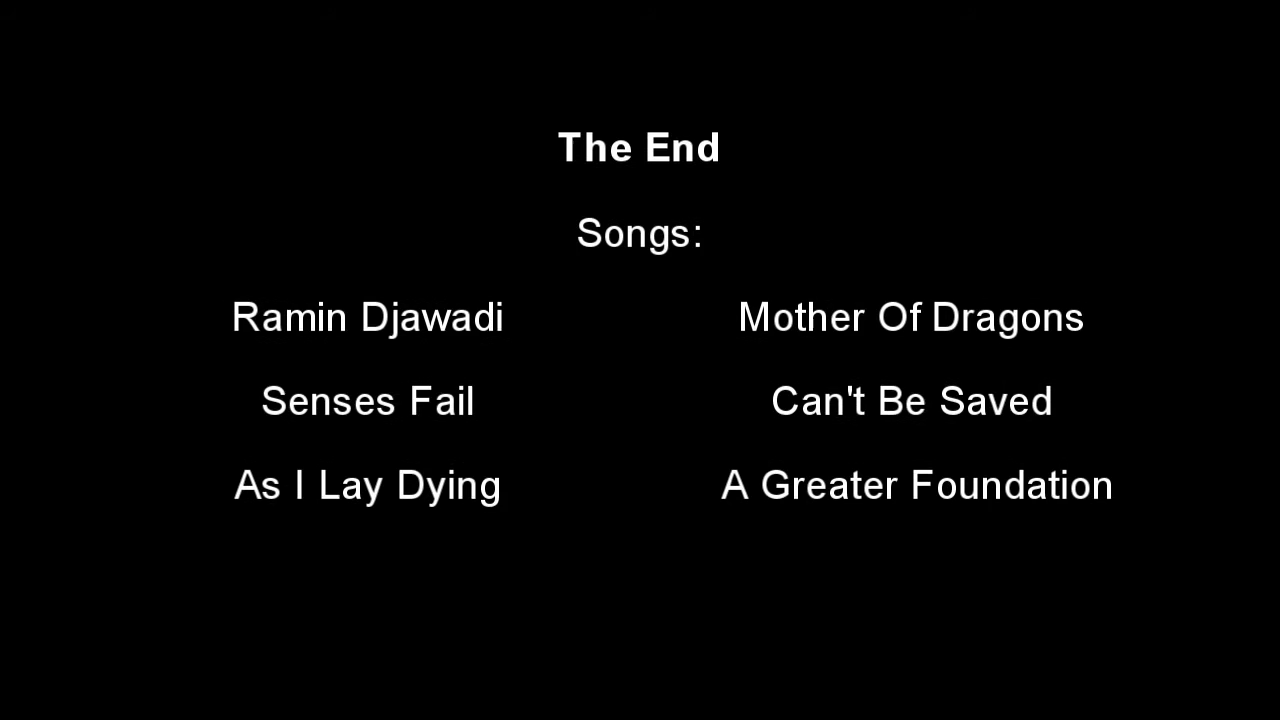 The End
Songs:
Ramin Djawadi Mother Of Dragons
Senses Fail Can't Be Saved
As I Lay Dying A Greater Foundation